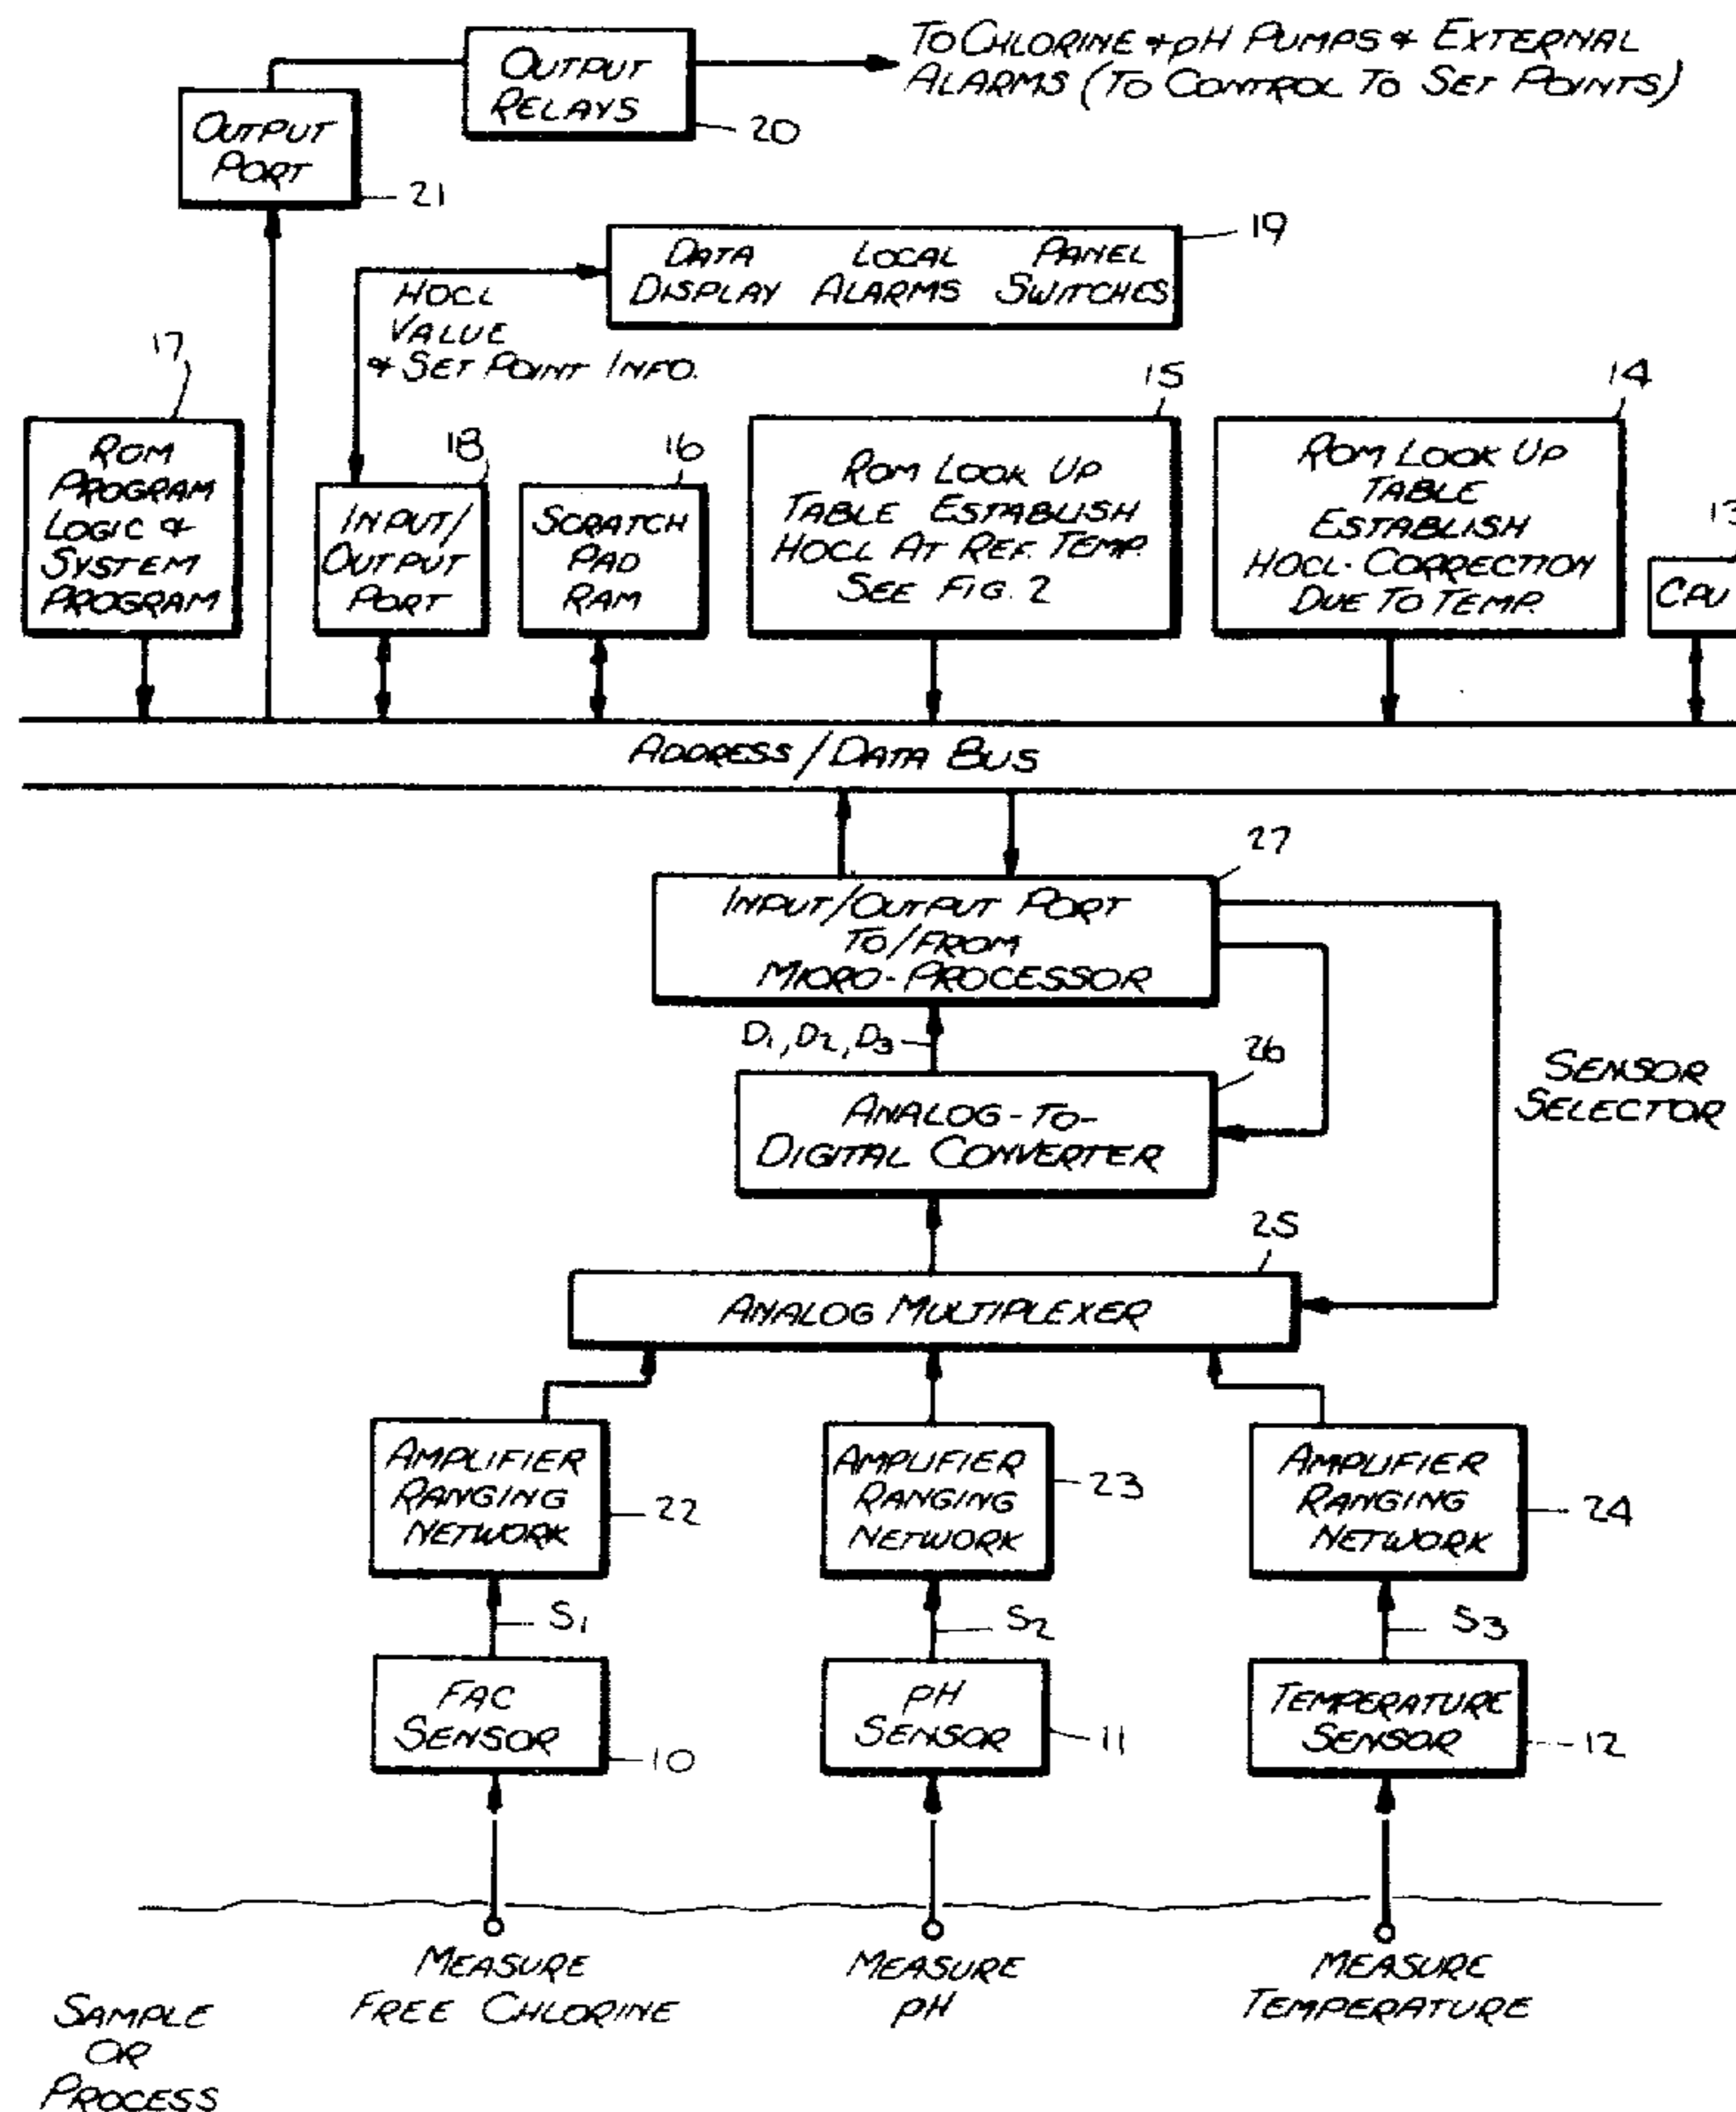 TO CHLORINE & pH PUMPS & EXTERNAL
ALARMS (TO CONTROL TO SET POINTS)
OUTPUT
RELAYS
20
OUTPUT
PORT
21
19
DATA LOCAL PANEL
DISPLAY ALARMS SWITCHES
HOCL
VALUE
& SET POINT INFO.
17
ROM
PROGRAM
LOGIC &
SYSTEM
PROGRAM
18
INPUT/
OUTPUT
PORT
16
SCRATCH
PAD
RAM
15
ROM LOOK UP
TABLE ESTABLISH
HOCL AT REF. TEMP.
SEE FIG. 2
14
ROM LOOK UP
TABLE
ESTABLISH
HOCL-CORRECTION
DUE TO TEMP.
13
CPU
ADDRESS/DATA BUS
27
INPUT/OUTPUT PORT
TO/FROM
MICRO-PROCESSOR
D1, D2, D3
26
ANALOG-TO-
DIGITAL CONVERTER
SENSOR
SELECTOR
25
ANALOG MULTIPLEXER
AMPLIFIER
RANGING
NETWORK
22
AMPLIFIER
RANGING
NETWORK
23
AMPLIFIER
RANGING
NETWORK
24
S1
S2
S3
FAC
SENSOR
10
pH
SENSOR
11
TEMPERATURE
SENSOR
12
MEASURE
FREE CHLORINE
MEASURE
pH
MEASURE
TEMPERATURE
SAMPLE
OR
PROCESS